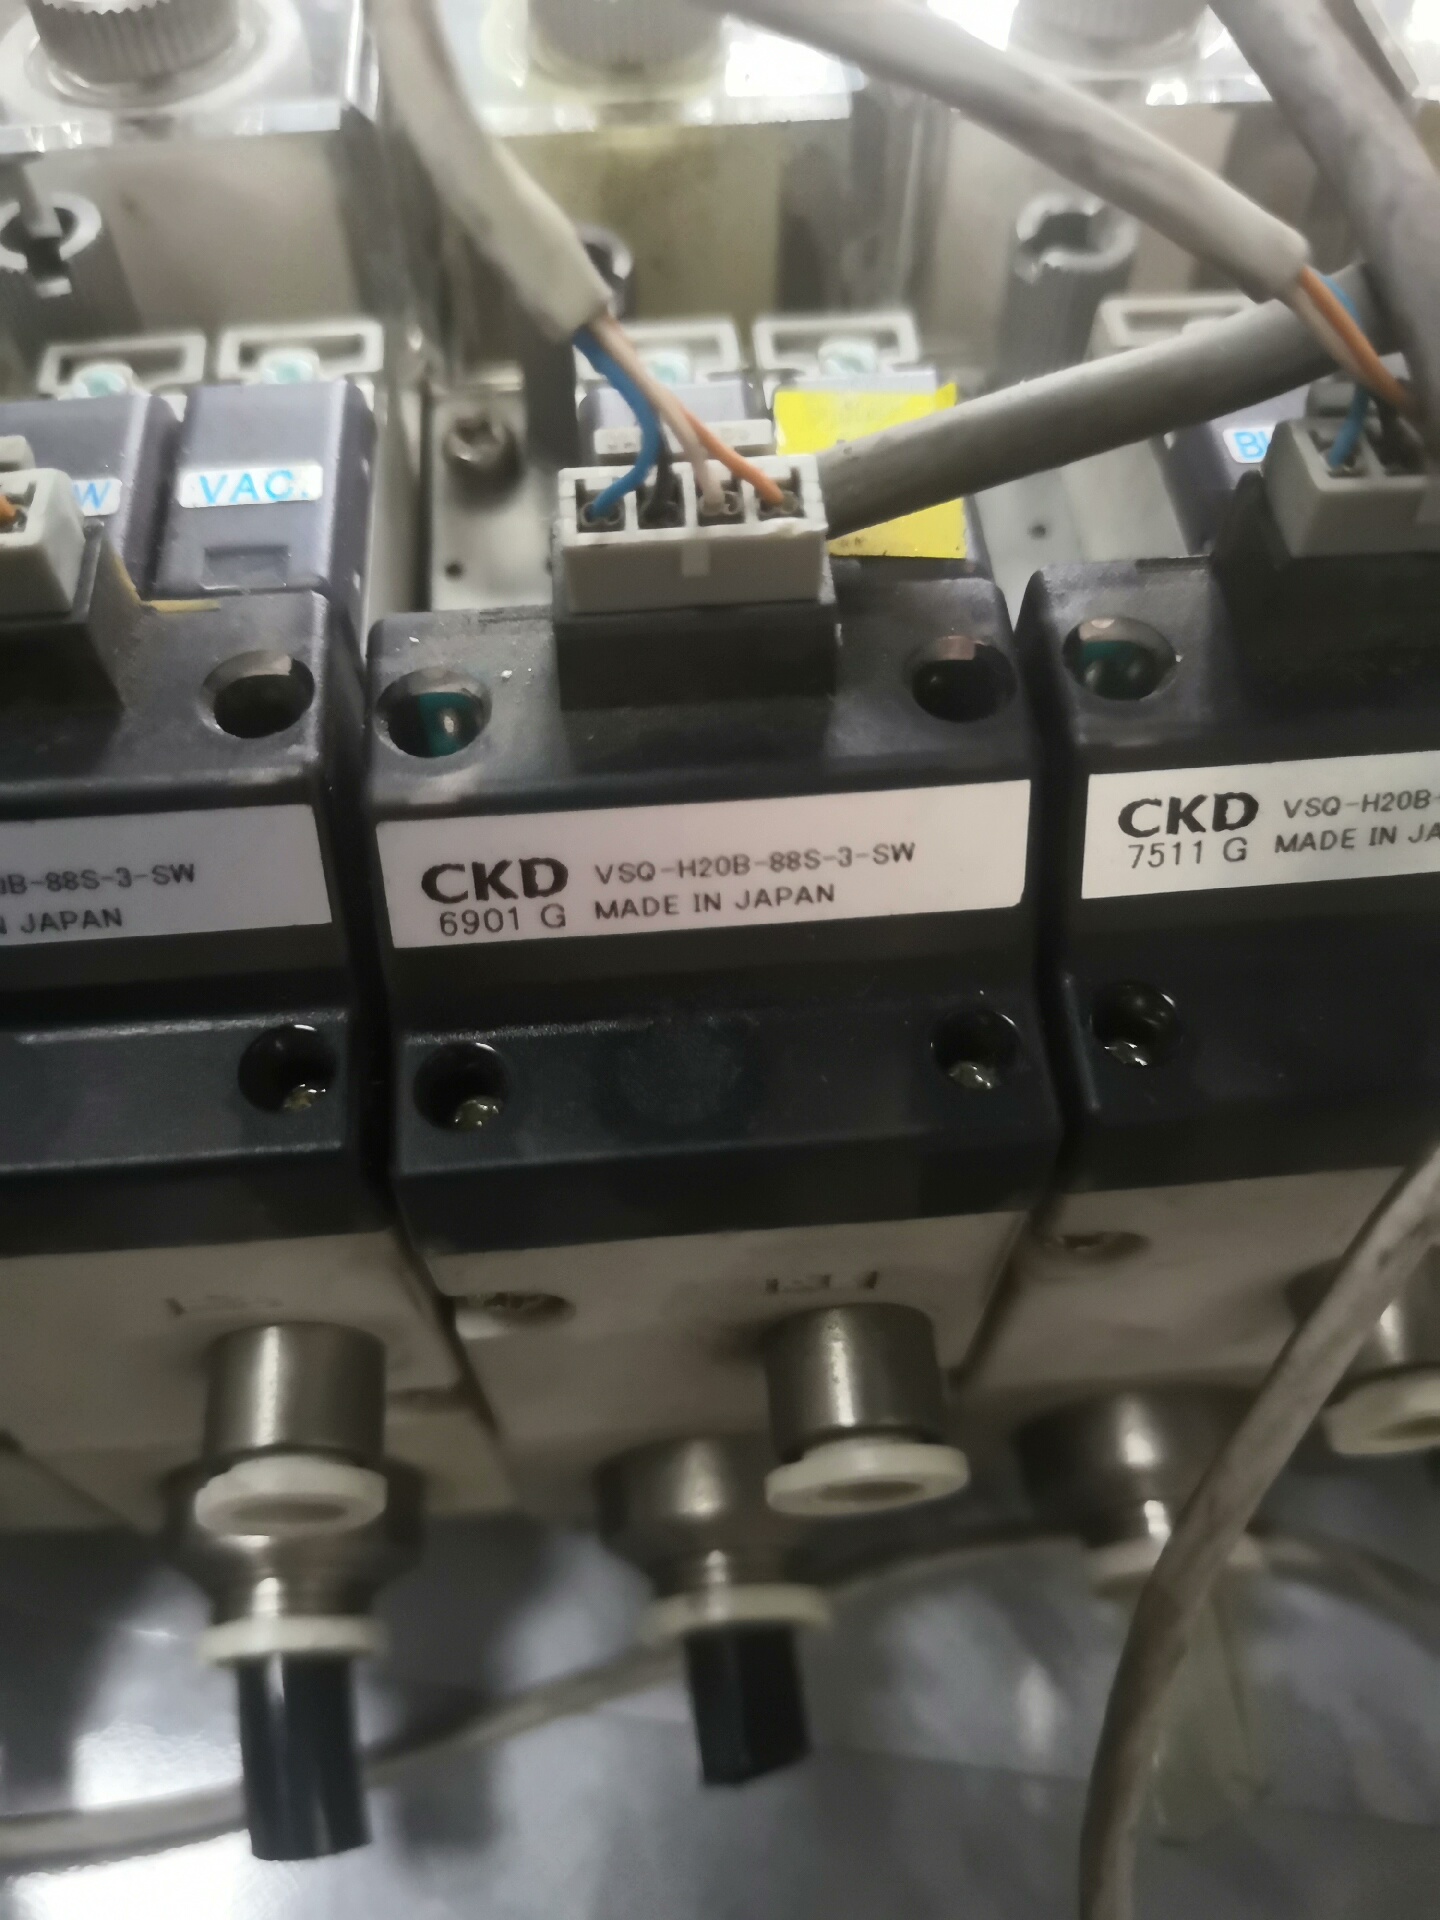 W
VAC.
0B-88S-3-SW
N JAPAN
CKD VSQ-H20B-88S-3-SW
6901 G MADE IN JAPAN
CKD VSQ-H20B-
7511 G MADE IN JA